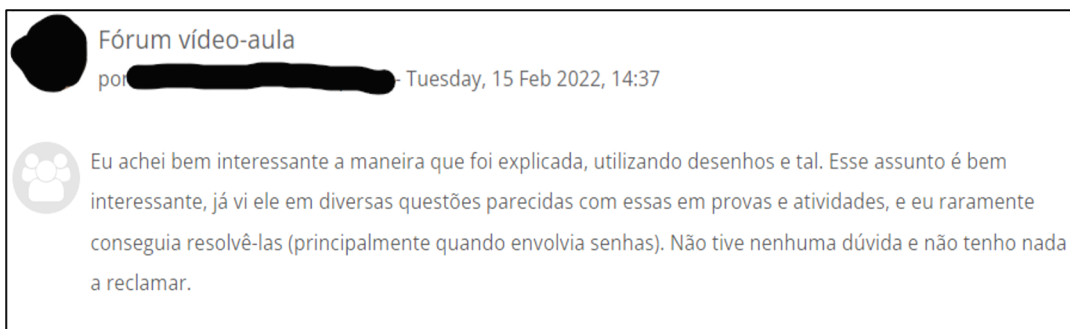 Fórum vídeo-aula
por - Tuesday, 15 Feb 2022, 14:37
Eu achei bem interessante a maneira que foi explicada, utilizando desenhos e tal. Esse assunto é bem
interessante, já vi ele em diversas questões parecidas com essas em provas e atividades, e eu raramente
conseguia resolvê-las (principalmente quando envolvia senhas). Não tive nenhuma dúvida e não tenho nada
a reclamar.